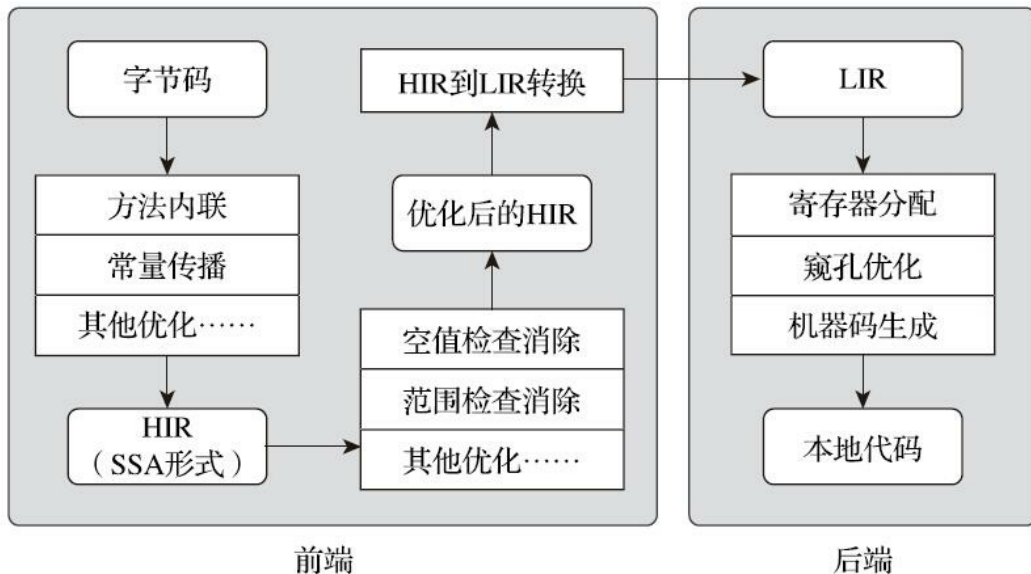 字节码
方法内联
常量传播
其他优化……
HIR
（SSA形式）
HIR到LIR转换
优化后的HIR
空值检查消除
范围检查消除
其他优化……
前端
LIR
寄存器分配
窥孔优化
机器码生成
本地代码
后端